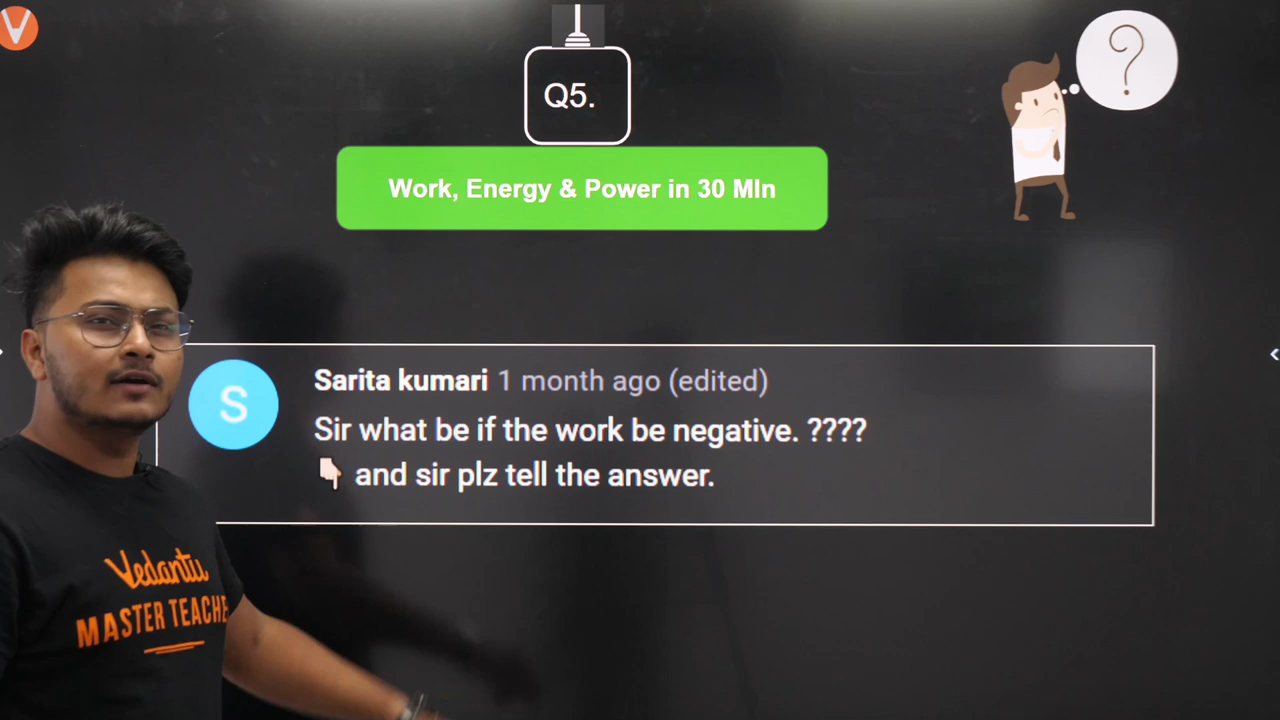 Q5.
?
Work, Energy & Power in 30 MIn
S
Sarita kumari 1 month ago (edited)
Sir what be if the work be negative. ????
👇🏻 and sir plz tell the answer.
Vedantu
MASTER TEACHE